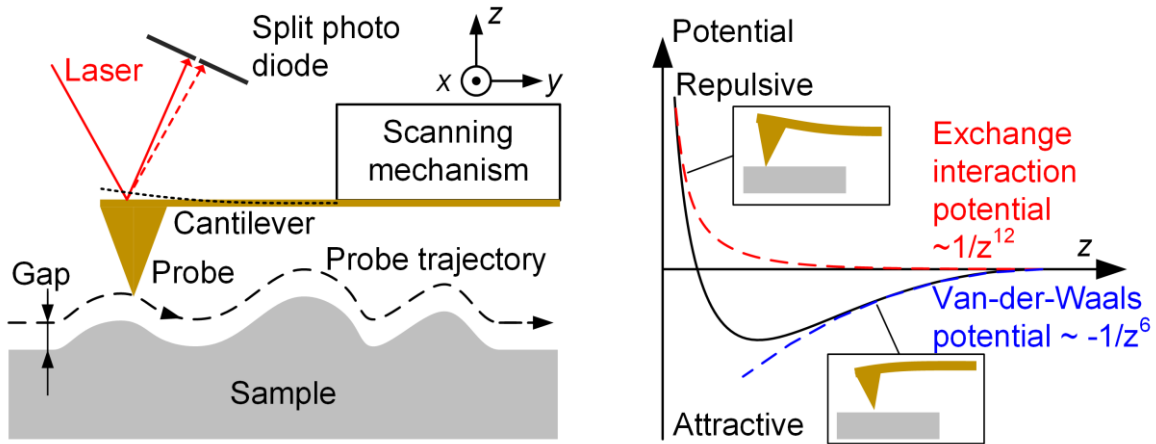 Split photo
diode
Laser
z
x
y
Scanning
mechanism
Cantilever
Probe
Probe trajectory
Gap
Sample
Potential
Repulsive
Exchange
interaction
potential
~1/z¹²
z
Van-der-Waals
potential ~ -1/z⁶
Attractive